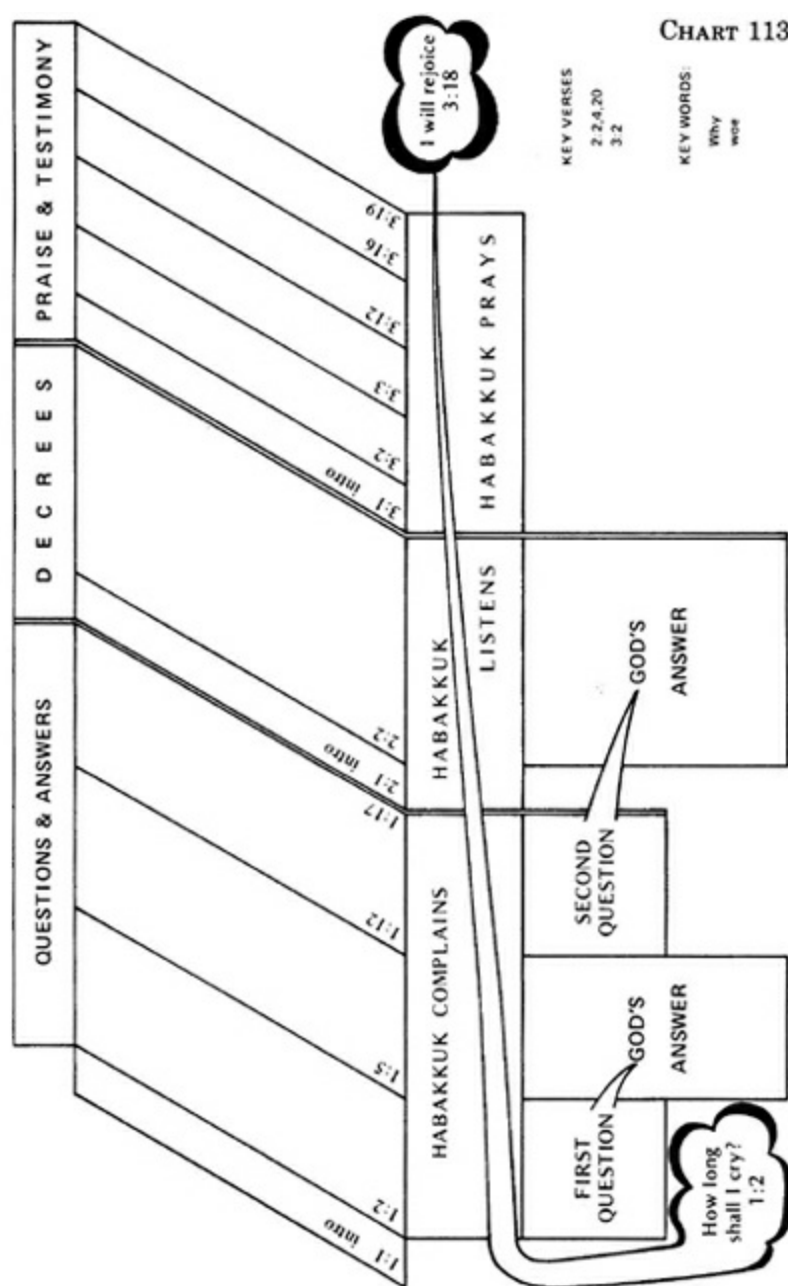 CHART 113
QUESTIONS & ANSWERS
DECREES
PRAISE & TESTIMONY
1:1 intro
1:2
1:5
1:12
1:17
2:1 intro
2:2
3:1 intro
3:2
3:3
3:12
3:16
3:19
HABAKKUK COMPLAINS
HABAKKUK
LISTENS
HABAKKUK PRAYS
FIRST
QUESTION
GOD'S
ANSWER
SECOND
QUESTION
GOD'S
ANSWER
How long
shall I cry?
1:2
I will rejoice
3:18
KEY VERSES
2:2,4,20
3:2
KEY WORDS:
Why
woe